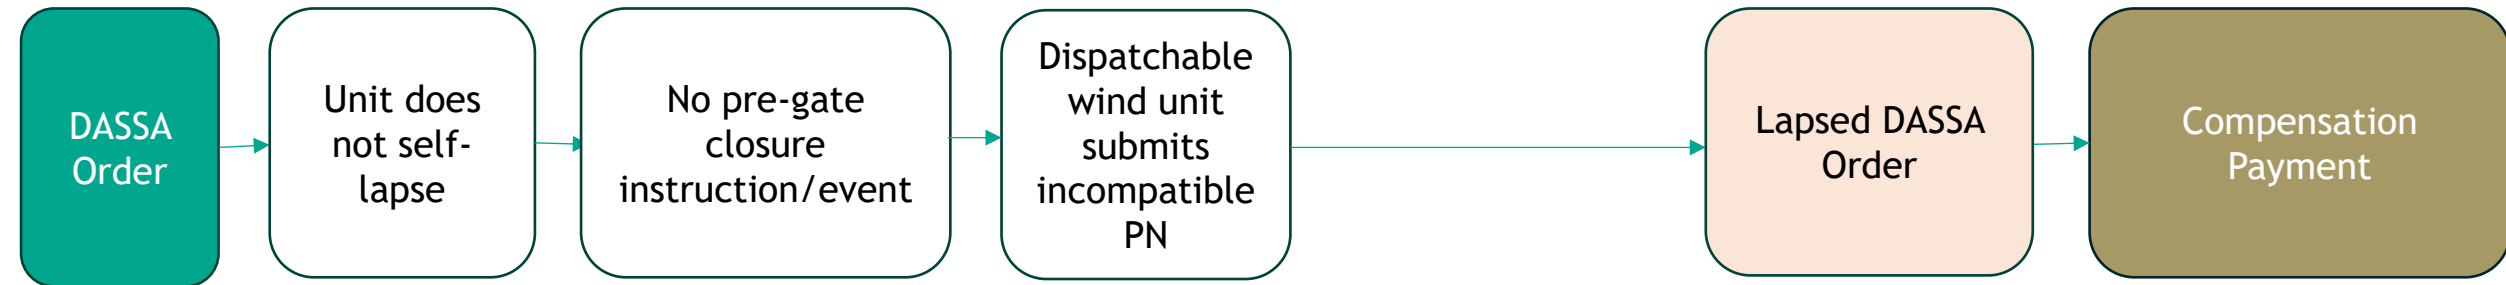 DASSA
Order
Unit does
not self-
lapse
No pre-gate
closure
instruction/event
Dispatchable
wind unit
submits
incompatible
PN
Lapsed DASSA
Order
Compensation
Payment